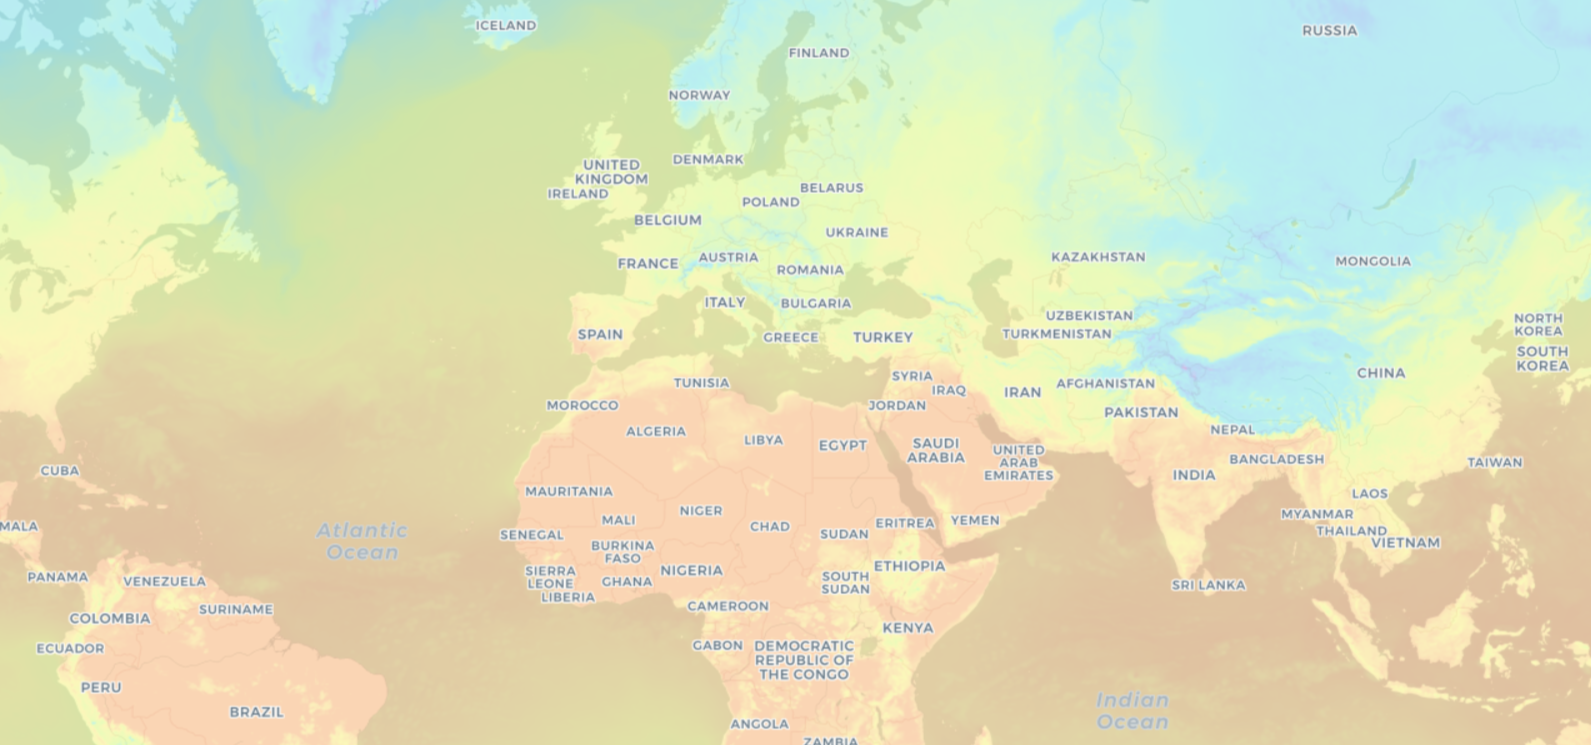 ICELAND
RUSSIA
FINLAND
NORWAY
DENMARK
UNITED
KINGDOM
IRELAND
BELARUS
POLAND
BELGIUM
UKRAINE
FRANCE
AUSTRIA
ROMANIA
KAZAKHSTAN
MONGOLIA
ITALY
BULGARIA
UZBEKISTAN
NORTH
KOREA
SPAIN
GREECE
TURKEY
TURKMENISTAN
SOUTH
KOREA
TUNISIA
SYRIA
IRAQ
IRAN
AFGHANISTAN
CHINA
MOROCCO
JORDAN
PAKISTAN
ALGERIA
LIBYA
EGYPT
SAUDI
ARABIA
NEPAL
UNITED
ARAB
EMIRATES
BANGLADESH
TAIWAN
CUBA
INDIA
MAURITANIA
LAOS
NIGER
MYANMAR
MALA
Atlantic
Ocean
SENEGAL
MALI
CHAD
SUDAN
ERITREA
YEMEN
THAILAND
VIETNAM
BURKINA
FASO
PANAMA
VENEZUELA
SIERRA
LEONE
LIBERIA
GHANA
NIGERIA
SOUTH
SUDAN
ETHIOPIA
SRI LANKA
COLOMBIA
SURINAME
CAMEROON
KENYA
ECUADOR
GABON
DEMOCRATIC
REPUBLIC OF
THE CONGO
PERU
BRAZIL
Indian
Ocean
ANGOLA
ZAMBIA